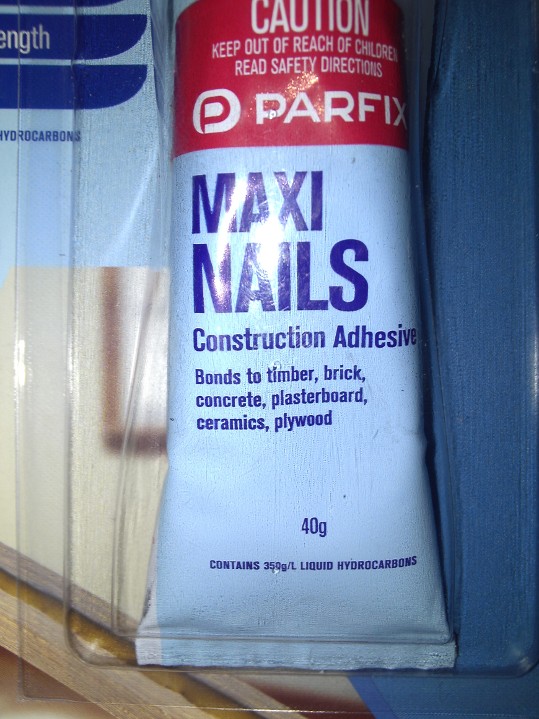 ength
HYDROCARBONS
CAUTION
KEEP OUT OF REACH OF CHILDREN
READ SAFETY DIRECTIONS
P PARFIX
MAXI
NAILS
Construction Adhesive
Bonds to timber, brick,
concrete, plasterboard,
ceramics, plywood
40g
CONTAINS 350g/L LIQUID HYDROCARBONS